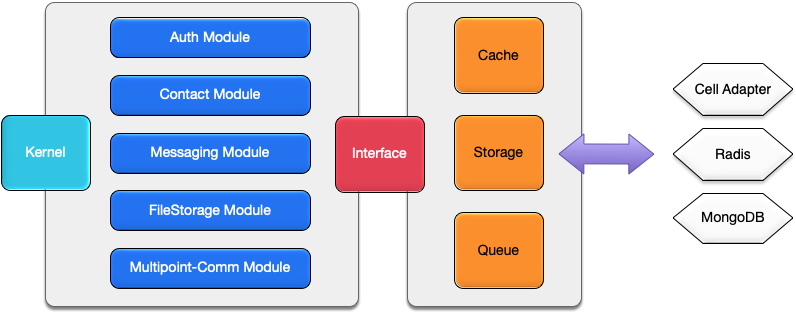 Kernel
Auth Module
Contact Module
Messaging Module
FileStorage Module
Multipoint-Comm Module
Interface
Cache
Storage
Queue
Cell Adapter
Radis
MongoDB